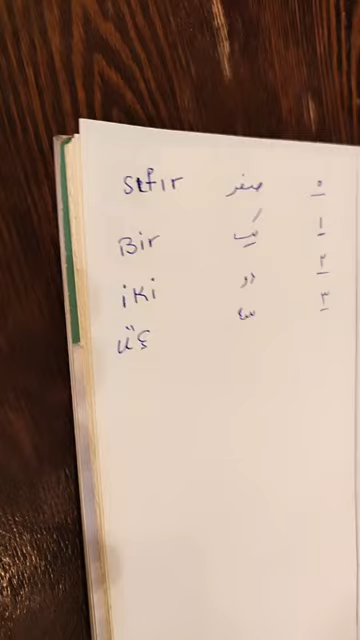 Sıfır صفر ۰
Bir یک ۱
iKi دو ۲
üç سه ۳